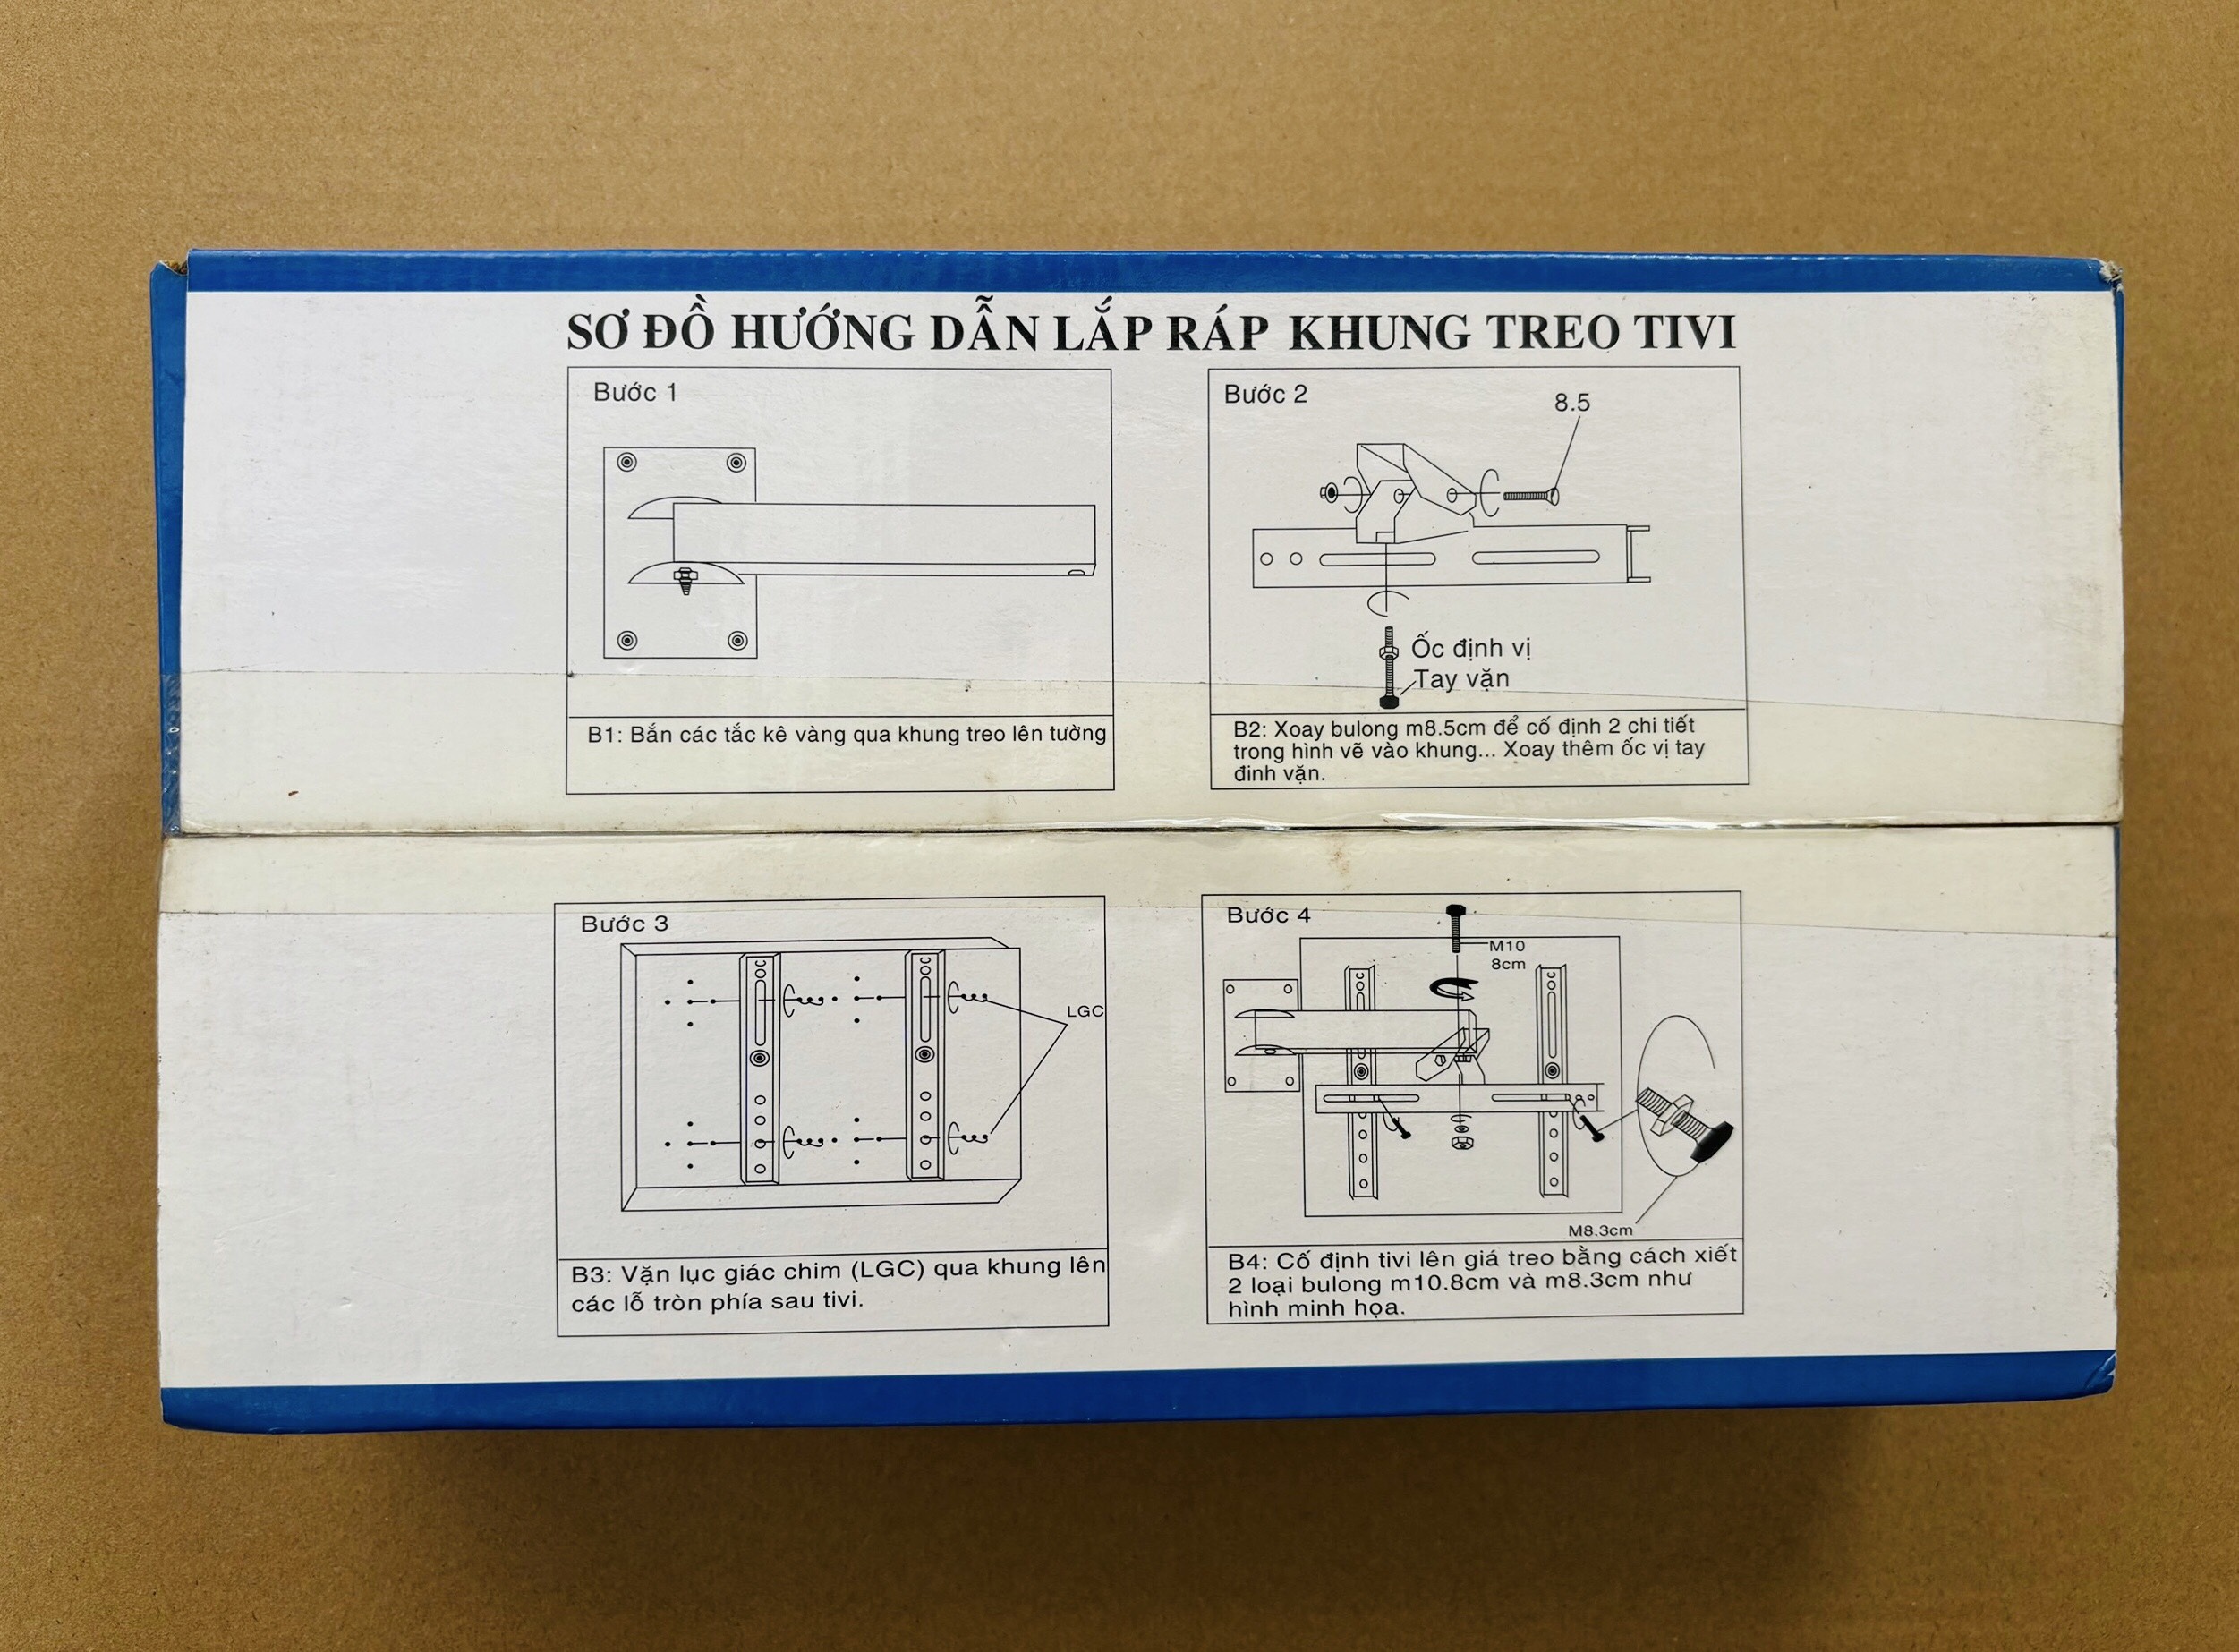 SƠ ĐỒ HƯỚNG DẪN LẮP RÁP KHUNG TREO TIVI
Bước 1
B1: Bắn các tắc kê vàng qua khung treo lên tường
Bước 2
8.5
Ốc định vị
Tay vặn
B2: Xoay bulong m8.5cm để cố định 2 chi tiết
trong hình vẽ vào khung... Xoay thêm ốc vị tay
đinh vặn.
Bước 3
LGC
B3: Vặn lục giác chim (LGC) qua khung lên
các lỗ tròn phía sau tivi.
Bước 4
M10
8cm
M8.3cm
B4: Cố định tivi lên giá treo bằng cách xiết
2 loại bulong m10.8cm và m8.3cm như
hình minh họa.